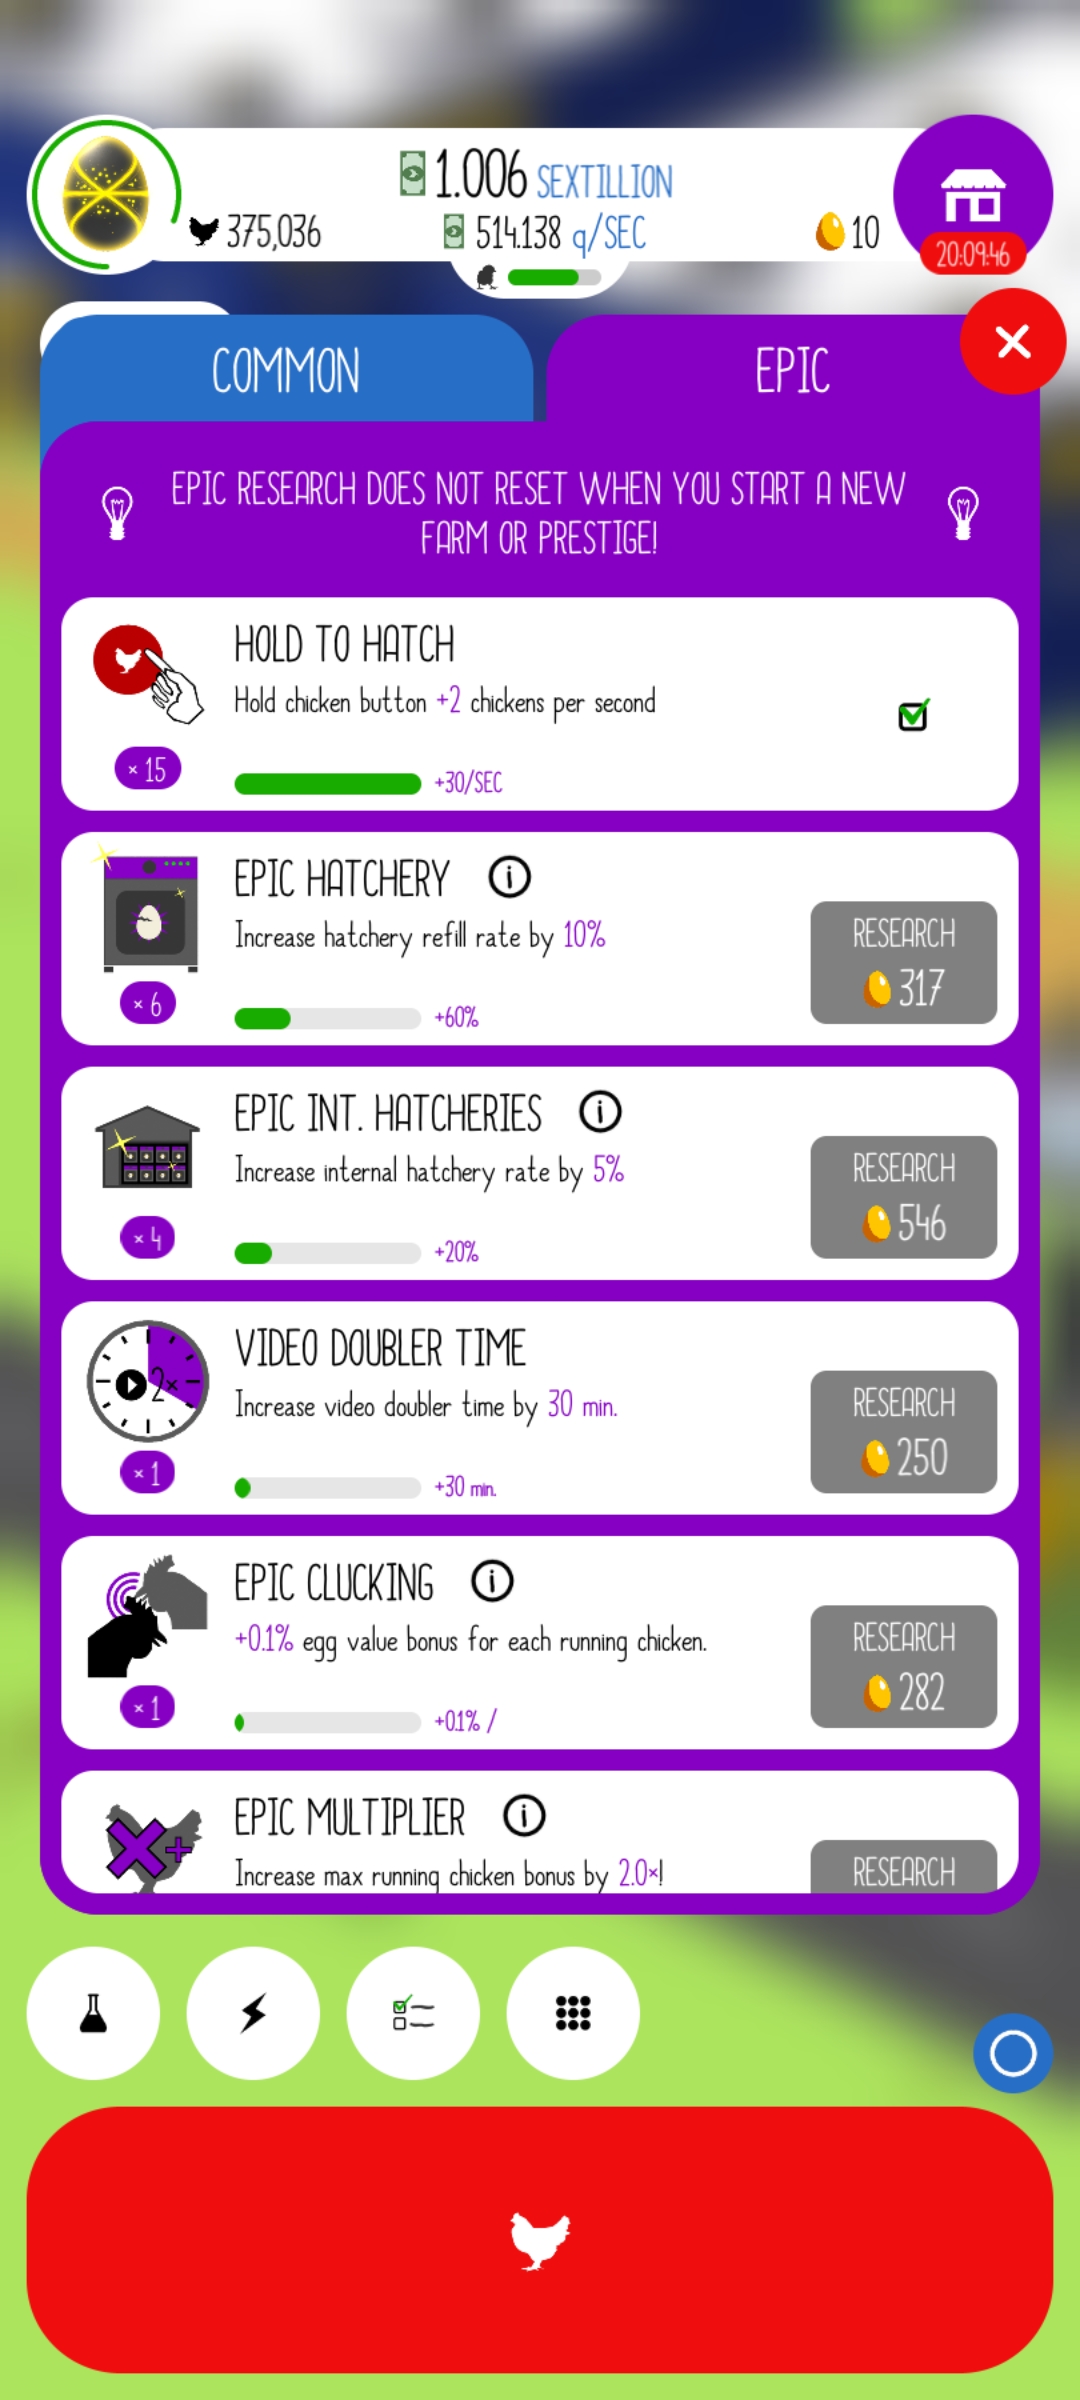 1.006 SEXTILLION
375,036
514.138 q/SEC
10
20:09:46
COMMON
EPIC
EPIC RESEARCH DOES NOT RESET WHEN YOU START A NEW
FARM OR PRESTIGE!
HOLD TO HATCH
Hold chicken button +2 chickens per second
× 15
+30/SEC
EPIC HATCHERY
Increase hatchery refill rate by 10%
RESEARCH
317
× 6
+60%
EPIC INT. HATCHERIES
Increase internal hatchery rate by 5%
RESEARCH
546
× 4
+20%
VIDEO DOUBLER TIME
2×
Increase video doubler time by 30 min.
RESEARCH
250
× 1
+30 min.
EPIC CLUCKING
+0.1% egg value bonus for each running chicken.
RESEARCH
282
× 1
+0.1% /
EPIC MULTIPLIER
Increase max running chicken bonus by 2.0×!
RESEARCH